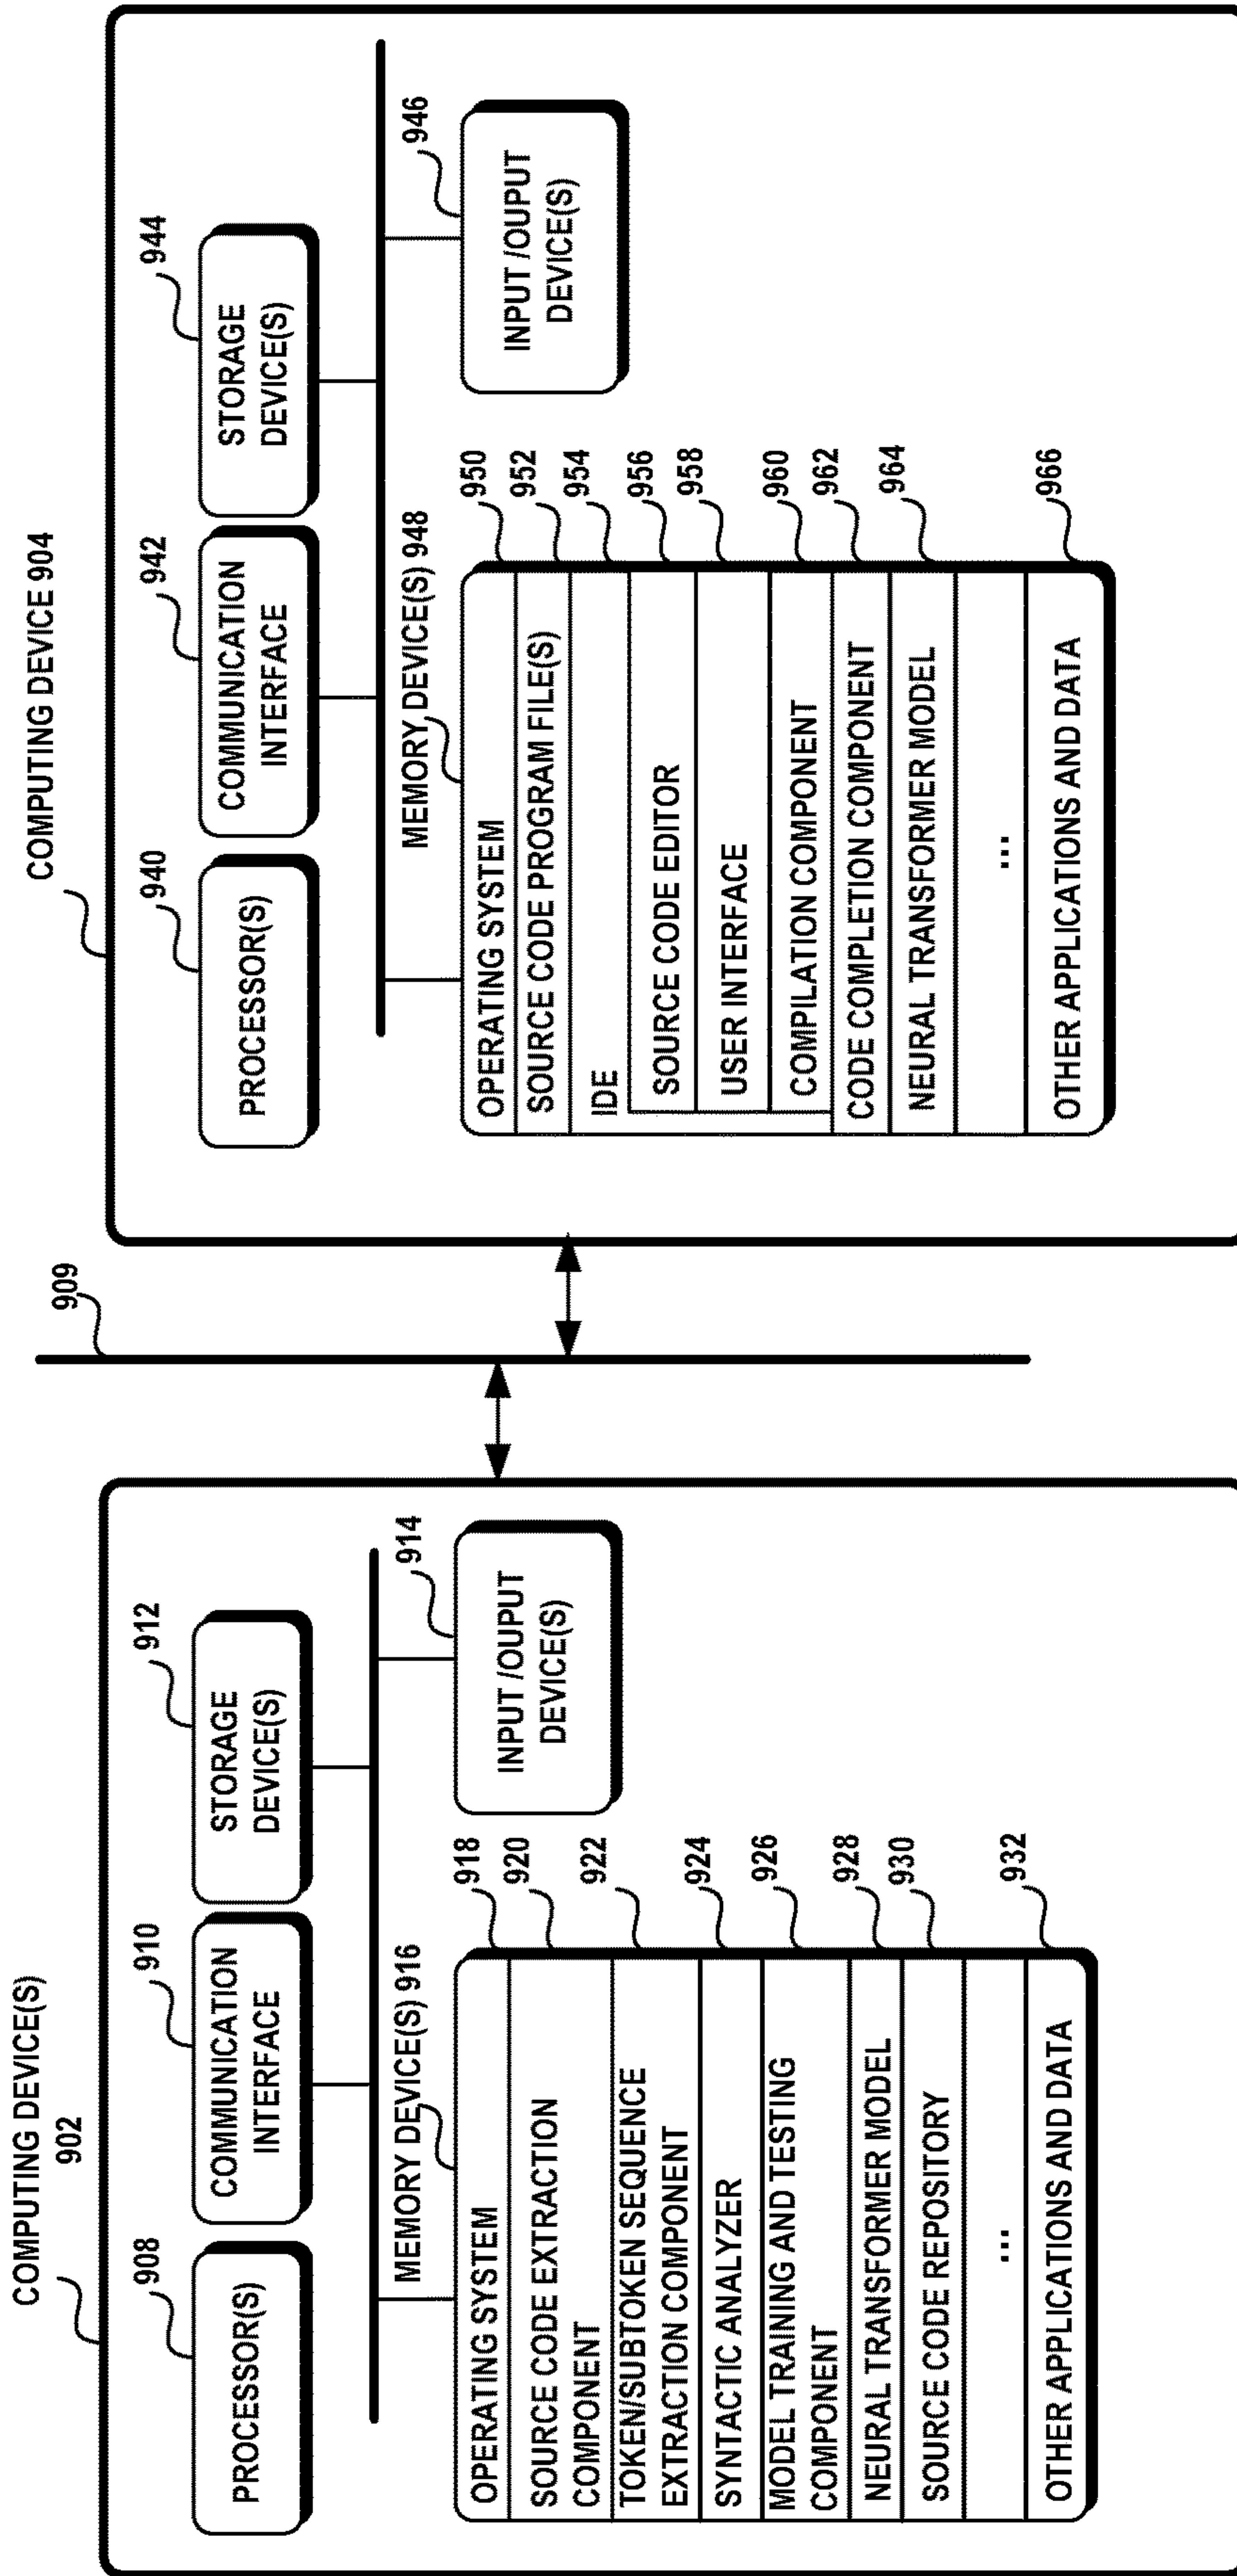 COMPUTING DEVICE(S)
902
908
910
912
PROCESSOR(S)
COMMUNICATION
INTERFACE
STORAGE
DEVICE(S)
MEMORY DEVICE(S) 916
914
INPUT /OUPUT
DEVICE(S)
OPERATING SYSTEM
918
SOURCE CODE EXTRACTION
COMPONENT
920
TOKEN/SUBTOKEN SEQUENCE
EXTRACTION COMPONENT
922
SYNTACTIC ANALYZER
924
MODEL TRAINING AND TESTING
COMPONENT
926
NEURAL TRANSFORMER MODEL
928
SOURCE CODE REPOSITORY
930
...
OTHER APPLICATIONS AND DATA
932
909
COMPUTING DEVICE 904
940
942
944
PROCESSOR(S)
COMMUNICATION
INTERFACE
STORAGE
DEVICE(S)
MEMORY DEVICE(S) 948
946
INPUT /OUPUT
DEVICE(S)
OPERATING SYSTEM
950
SOURCE CODE PROGRAM FILE(S)
952
IDE
954
SOURCE CODE EDITOR
956
USER INTERFACE
958
COMPILATION COMPONENT
960
CODE COMPLETION COMPONENT
962
NEURAL TRANSFORMER MODEL
964
...
OTHER APPLICATIONS AND DATA
966